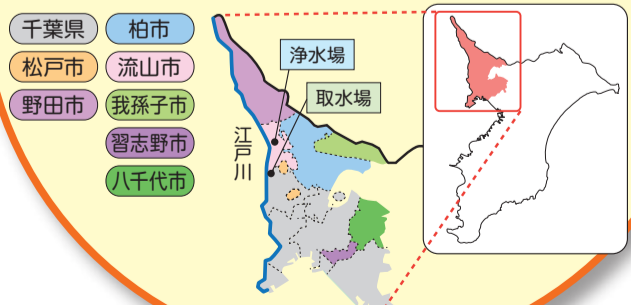 千葉県
柏市
松戸市
流山市
野田市
我孫子市
習志野市
八千代市
浄水場
取水場
江戸川